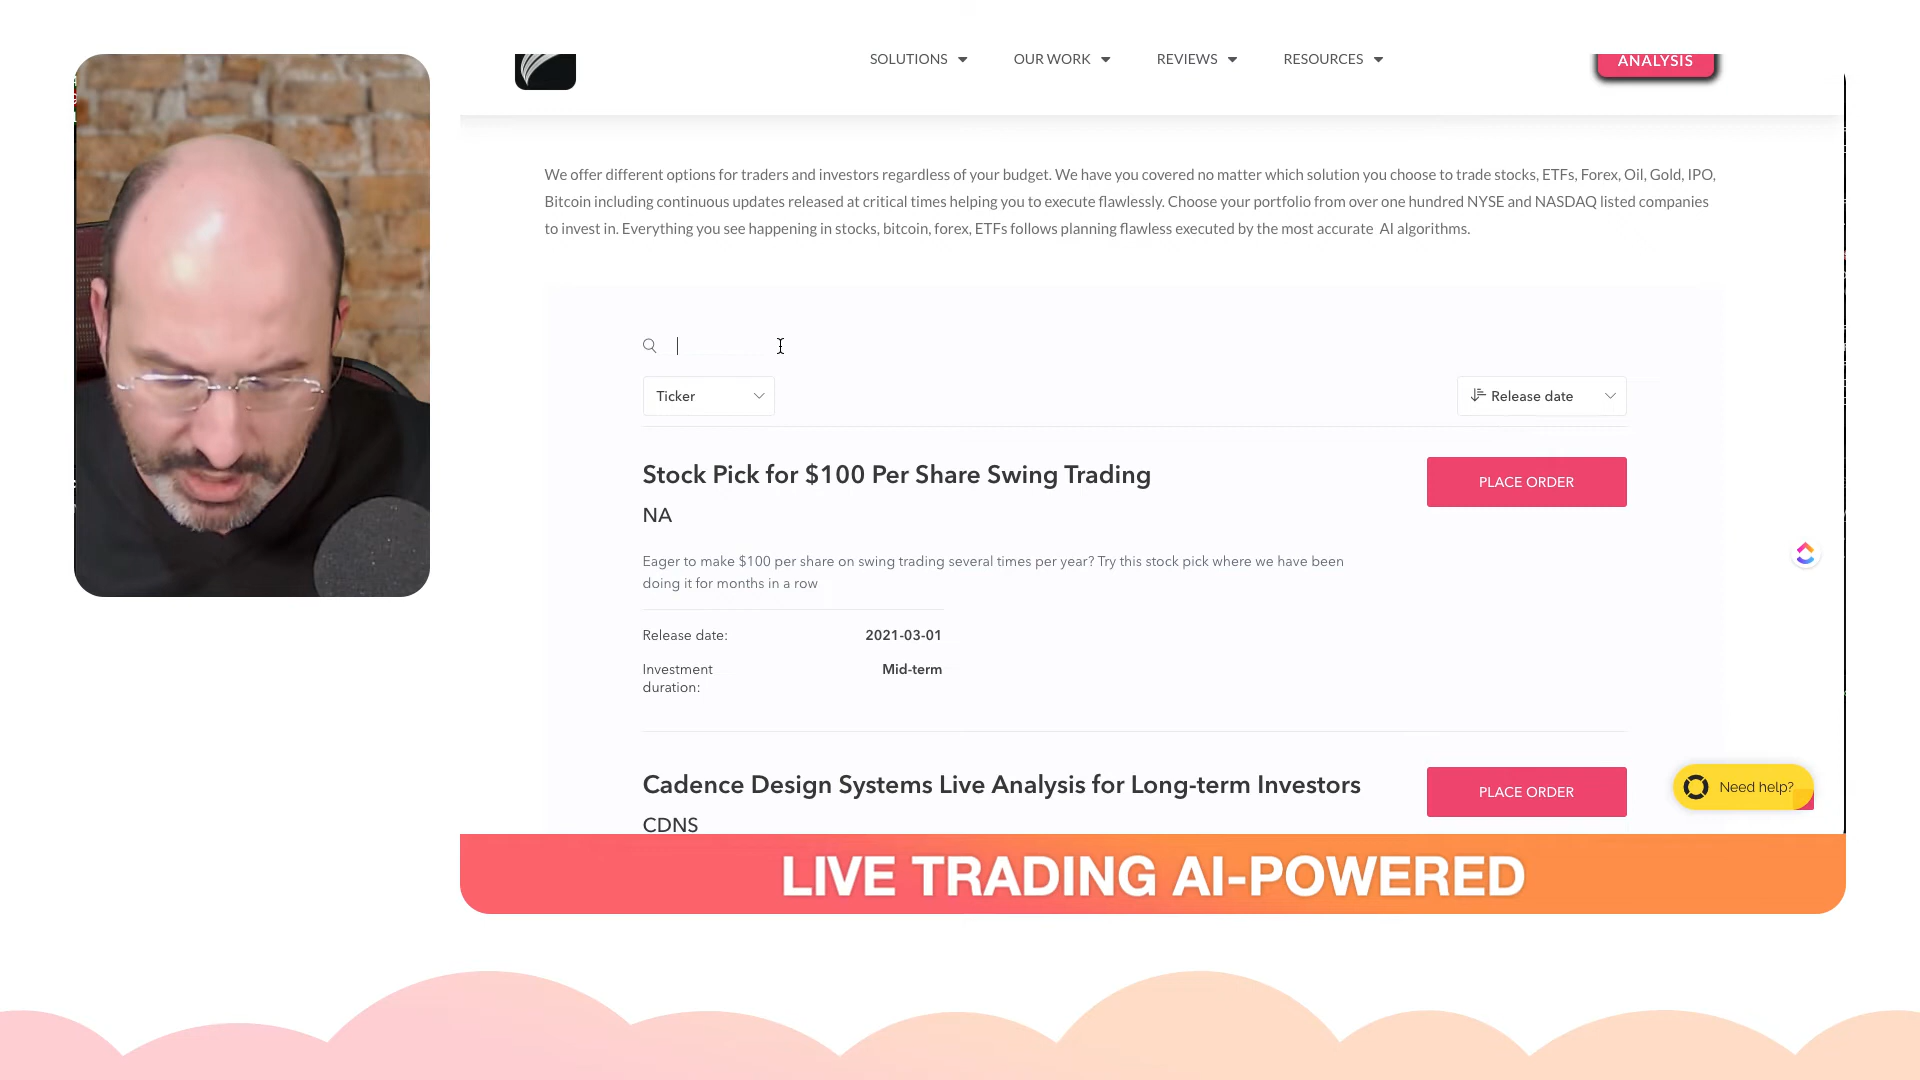 SOLUTIONS OUR WORK REVIEWS RESOURCES
ANALYSIS
We offer different options for traders and investors regardless of your budget. We have you covered no matter which solution you choose to trade stocks, ETFs, Forex, Oil, Gold, IPO,
Bitcoin including continuous updates released at critical times helping you to execute flawlessly. Choose your portfolio from over one hundred NYSE and NASDAQ listed companies
to invest in. Everything you see happening in stocks, bitcoin, forex, ETFs follows planning flawless executed by the most accurate AI algorithms.
Ticker
Release date
Stock Pick for $100 Per Share Swing Trading
PLACE ORDER
NA
Eager to make $100 per share on swing trading several times per year? Try this stock pick where we have been
doing it for months in a row
Release date: 2021-03-01
Investment Mid-term
duration:
Cadence Design Systems Live Analysis for Long-term Investors
PLACE ORDER
Need help?
CDNS
LIVE TRADING AI-POWERED